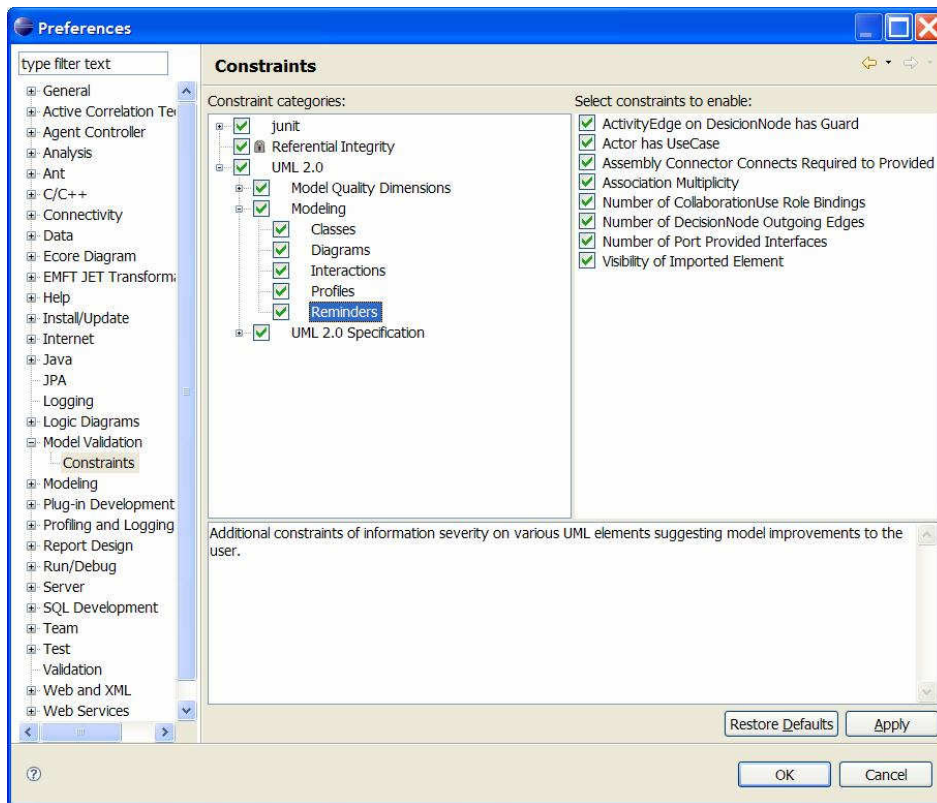 Preferences
type filter text
General
Active Correlation Te
Agent Controller
Analysis
Ant
C/C++
Connectivity
Data
Ecore Diagram
EMFT JET Transforma
Help
Install/Update
Internet
Java
JPA
Logging
Logic Diagrams
Model Validation
Constraints
Modeling
Plug-in Development
Profiling and Logging
Report Design
Run/Debug
Server
SQL Development
Team
Test
Validation
Web and XML
Web Services
Constraints
Constraint categories:
junit
Referential Integrity
UML 2.0
Model Quality Dimensions
Modeling
Classes
Diagrams
Interactions
Profiles
Reminders
UML 2.0 Specification
Select constraints to enable:
ActivityEdge on DesicionNode has Guard
Actor has UseCase
Assembly Connector Connects Required to Provided
Association Multiplicity
Number of CollaborationUse Role Bindings
Number of DecisionNode Outgoing Edges
Number of Port Provided Interfaces
Visibility of Imported Element
Additional constraints of information severity on various UML elements suggesting model improvements to the
user.
Restore Defaults
Apply
?
OK
Cancel